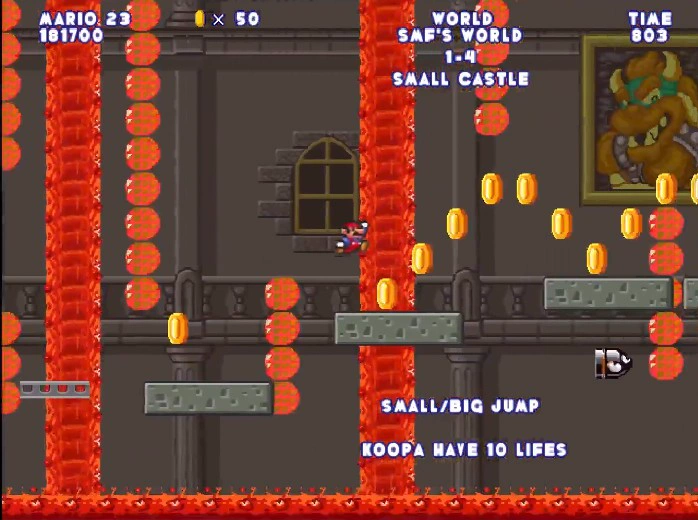 MARIO 23
181700
× 50
WORLD
SMF'S WORLD
1-4
SMALL CASTLE
TIME
803
SMALL/BIG JUMP
KOOPA HAVE 10 LIFES